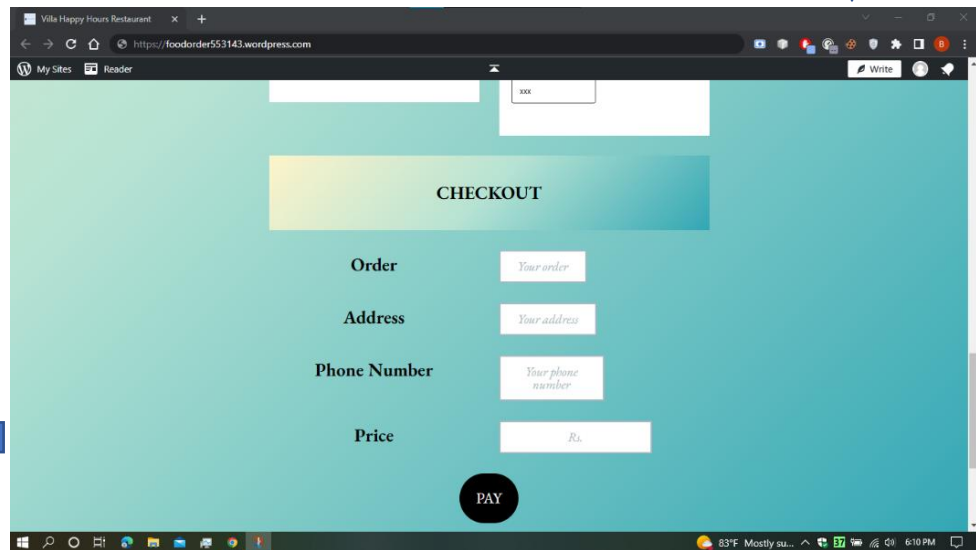 Villa Happy Hours Restaurant
https://foodorder553143.wordpress.com
B
My Sites Reader Write
xxx
CHECKOUT
Order Your order
Address Your address
Phone Number Your phone
number
Price Rs.
PAY
83°F Mostly su... 37 6:10 PM